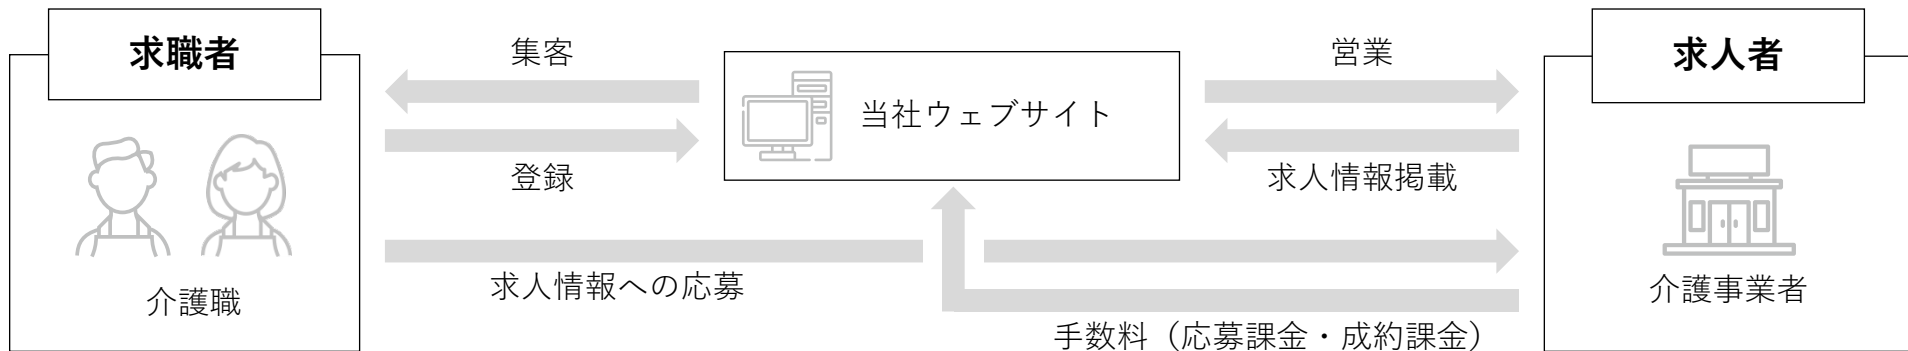 求職者
集客
営業
求人者
当社ウェブサイト
登録
求人情報掲載
求人情報への応募
介護職
介護事業者
手数料（応募課金・成約課金）